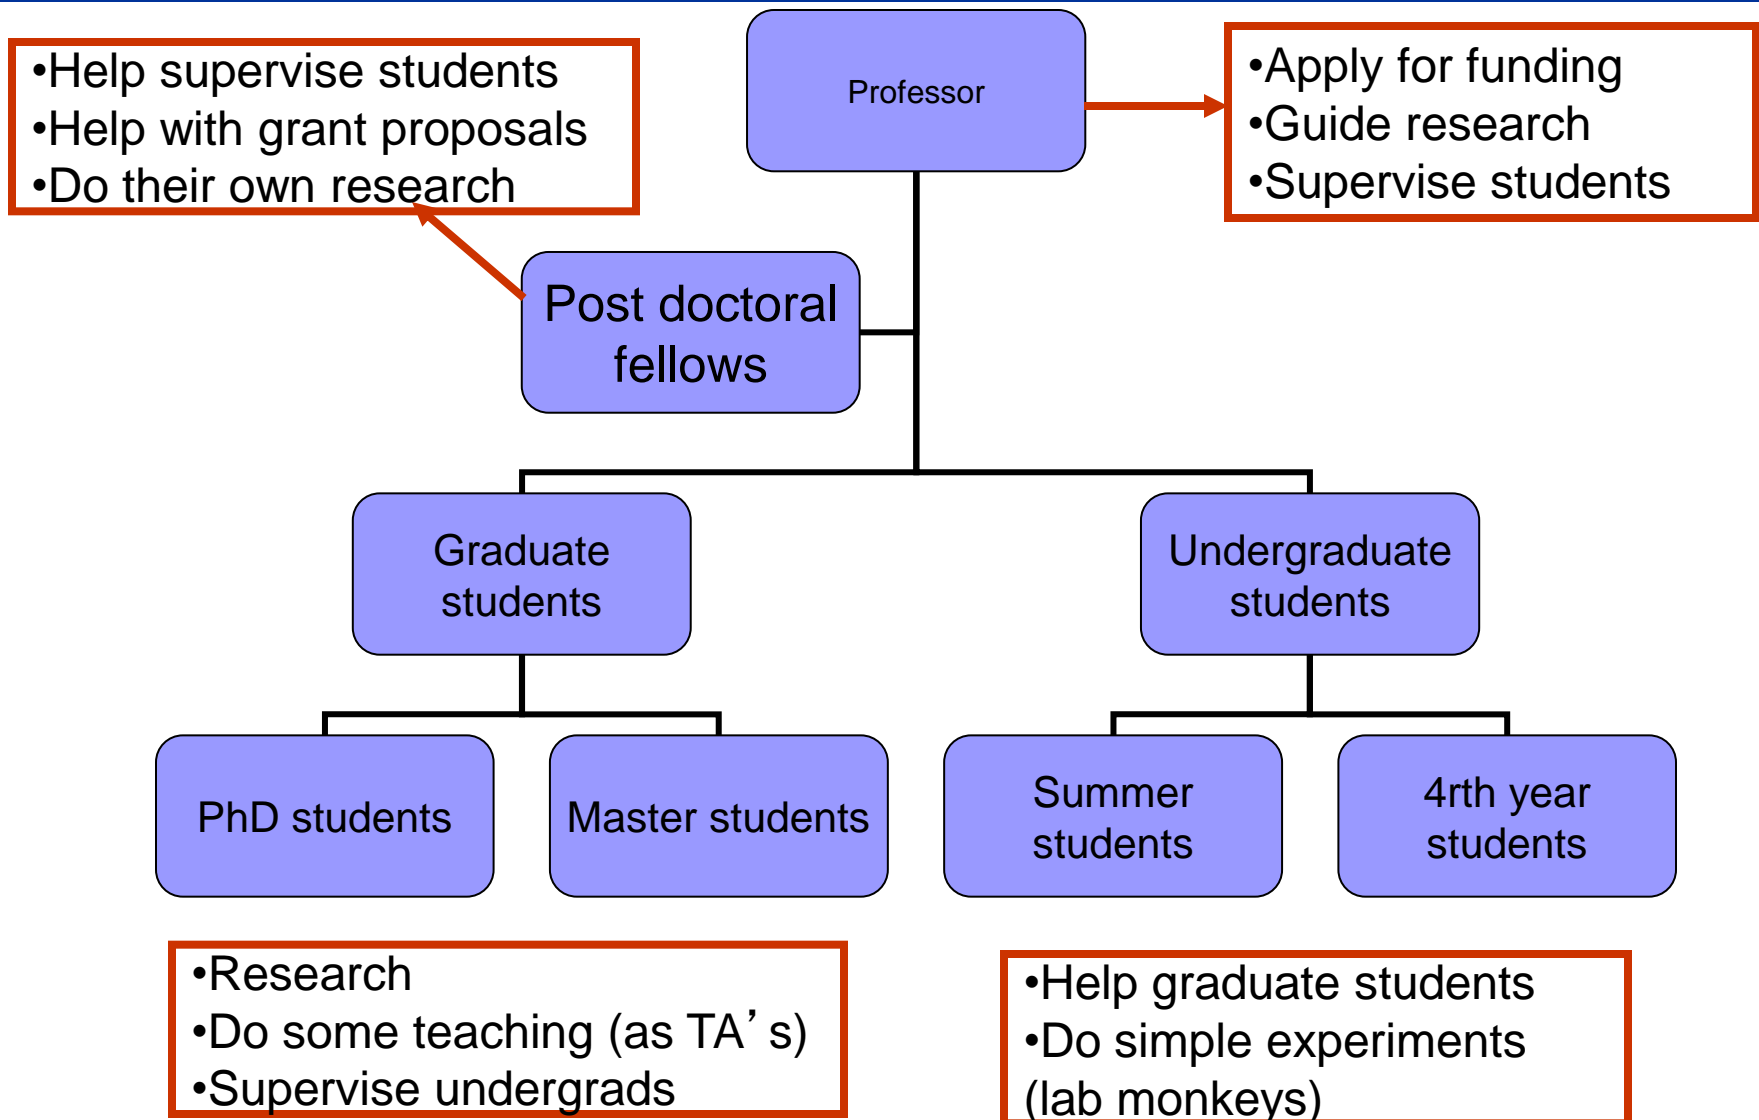 •Help supervise students
•Help with grant proposals
•Do their own research
Professor
•Apply for funding
•Guide research
•Supervise students
Post doctoral
fellows
Graduate
students
Undergraduate
students
PhD students
Master students
Summer
students
4rth year
students
•Research
•Do some teaching (as TA’s)
•Supervise undergrads
•Help graduate students
•Do simple experiments
(lab monkeys)